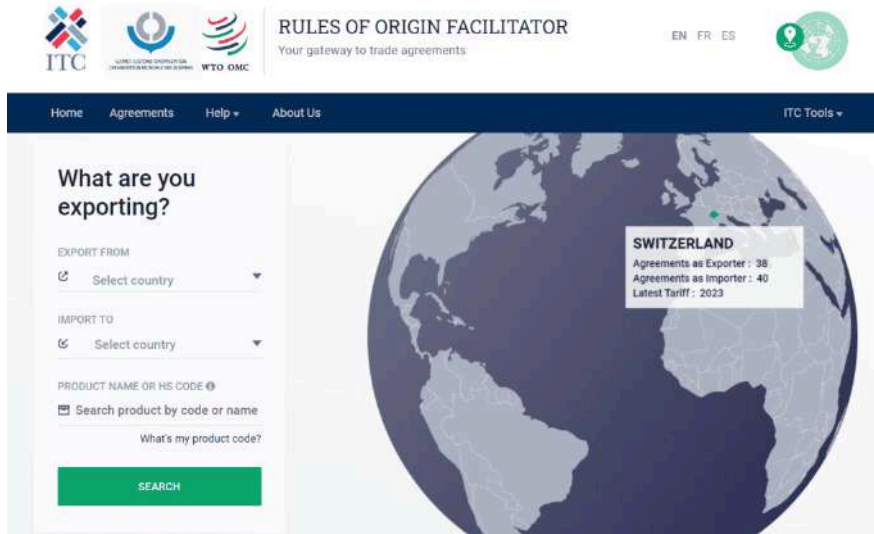 ITC
WTO OMC
RULES OF ORIGIN FACILITATOR
Your gateway to trade agreements
EN FR ES
Home Agreements Help About Us ITC Tools
What are you
exporting?
EXPORT FROM
Select country
IMPORT TO
Select country
PRODUCT NAME OR HS CODE
Search product by code or name
What's my product code?
SEARCH
SWITZERLAND
Agreements as Exporter : 38
Agreements as Importer : 40
Latest Tariff : 2023